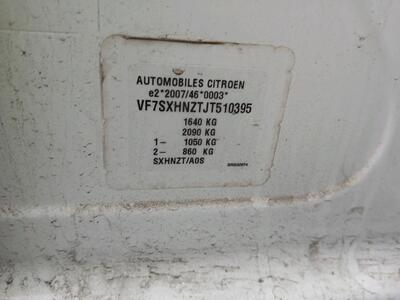 AUTOMOBILES CITROEN
e2*2007/46*0003*
VF7SXHNZTJT510395
1640 KG
2090 KG
1- 1050 KG
2- 860 KG
SXHNZT/A0S